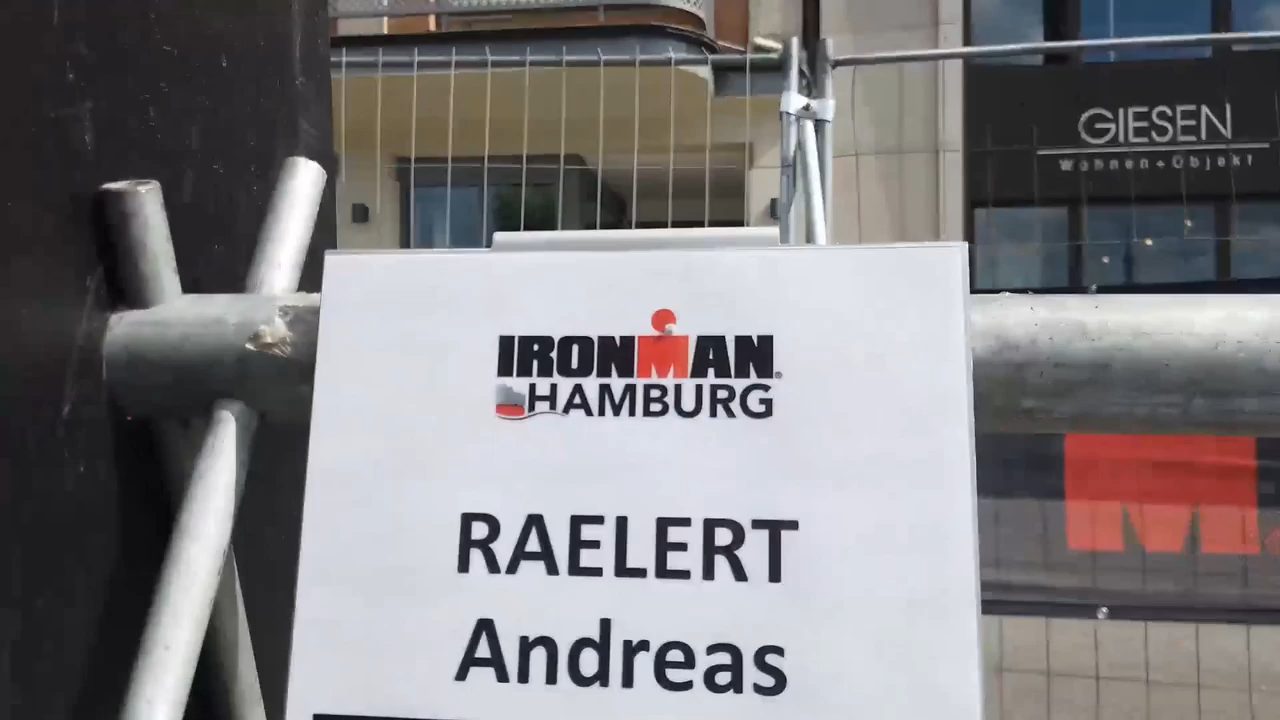 GIESEN
Wohnen+Objekt
IRONMAN®
HAMBURG
RAELERT
Andreas